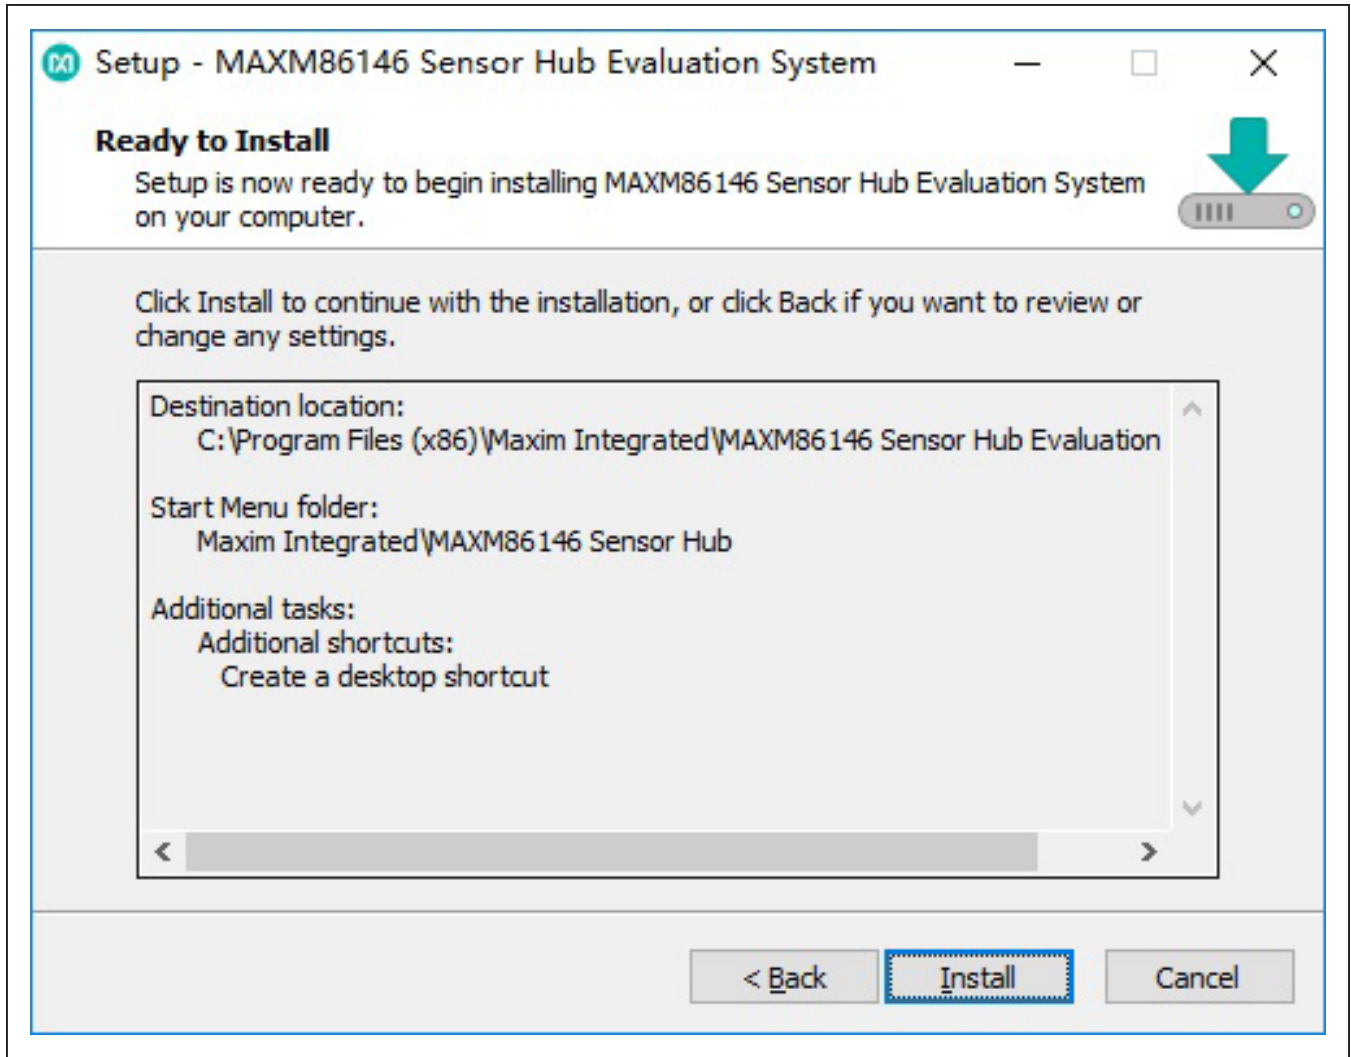 Setup - MAXM86146 Sensor Hub Evaluation System
Ready to Install
Setup is now ready to begin installing MAXM86146 Sensor Hub Evaluation System
on your computer.
Click Install to continue with the installation, or click Back if you want to review or
change any settings.
Destination location:
C:\Program Files (x86)\Maxim Integrated\MAXM86146 Sensor Hub Evaluation
Start Menu folder:
Maxim Integrated\MAXM86146 Sensor Hub
Additional tasks:
Additional shortcuts:
Create a desktop shortcut
< Back
Install
Cancel